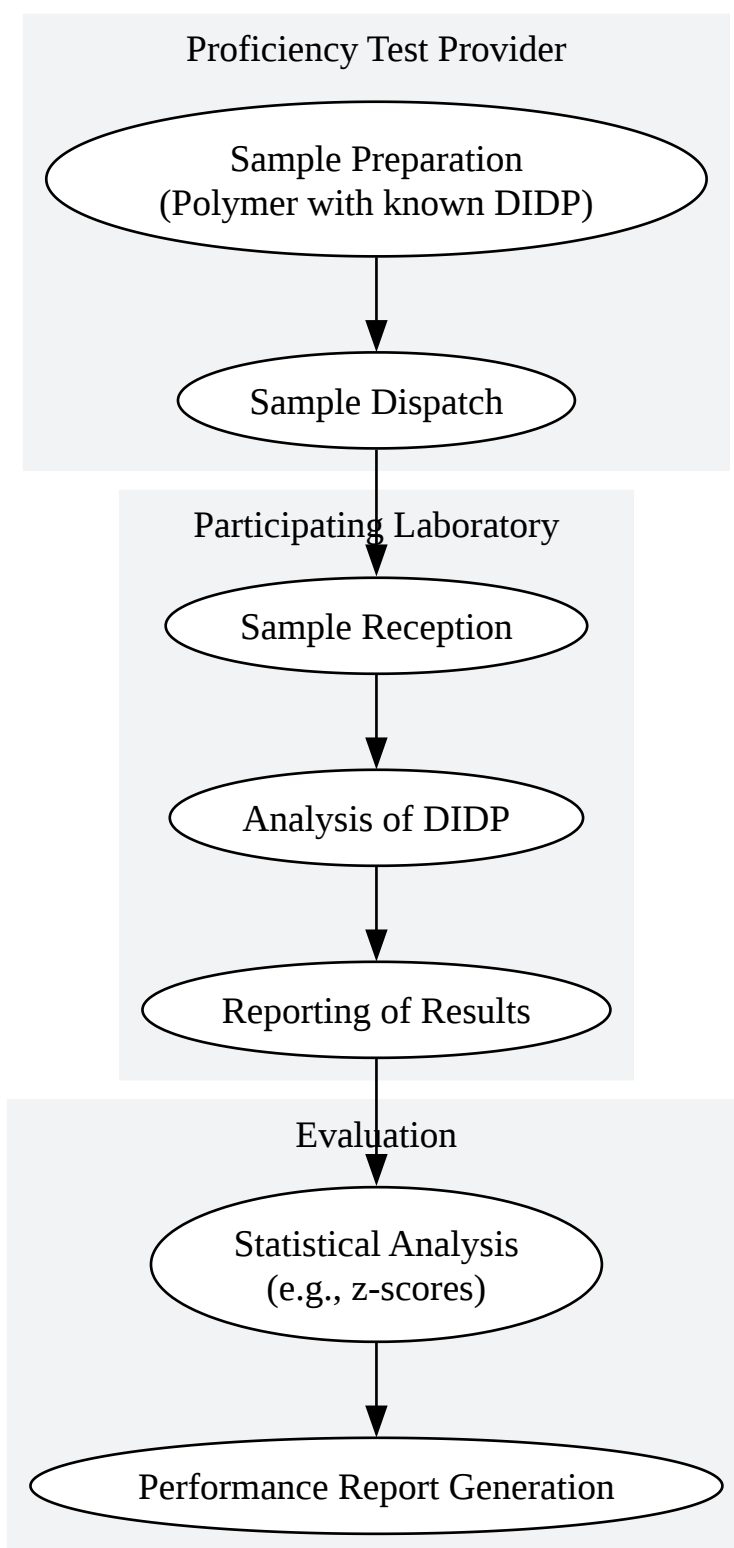 Proficiency Test Provider
Sample Preparation
(Polymer with known DIDP)
Sample Dispatch
Participating Laboratory
Sample Reception
Analysis of DIDP
Reporting of Results
Evaluation
Statistical Analysis
(e.g., z-scores)
Performance Report Generation